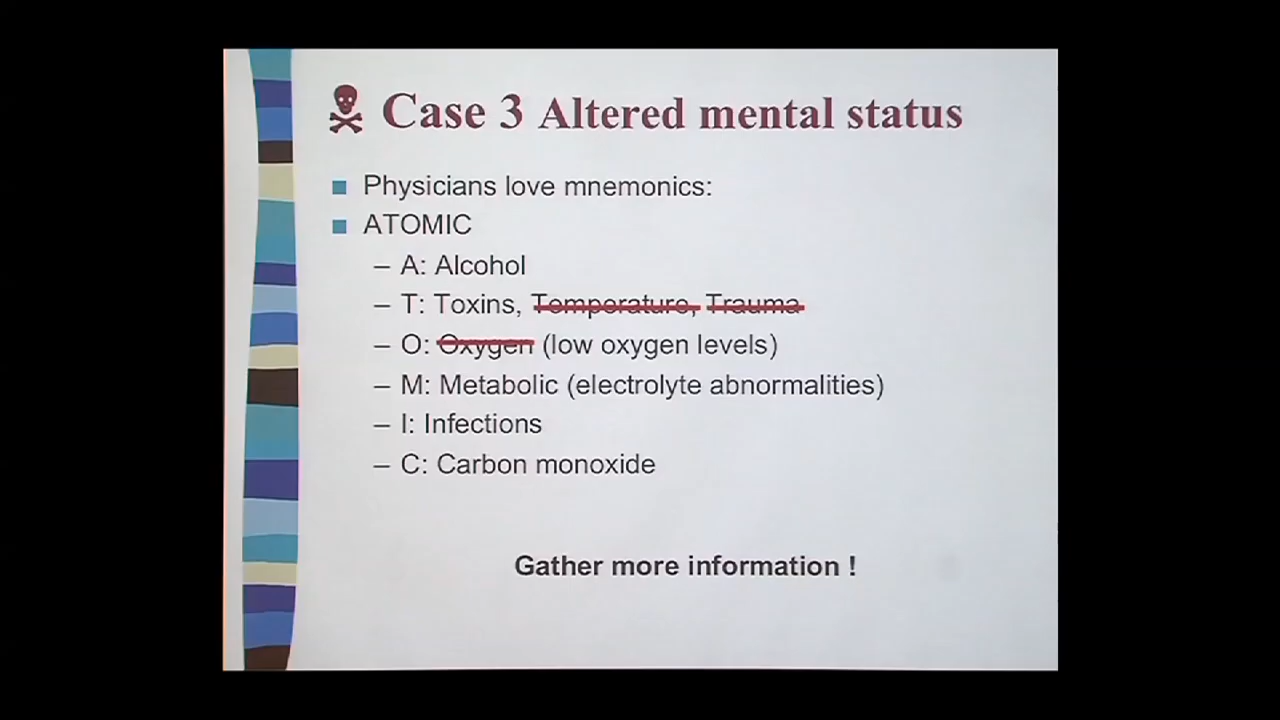 Case 3 Altered mental status
Physicians love mnemonics:
ATOMIC
– A: Alcohol
– T: Toxins, Temperature, Trauma
– O: Oxygen (low oxygen levels)
– M: Metabolic (electrolyte abnormalities)
– I: Infections
– C: Carbon monoxide
Gather more information !